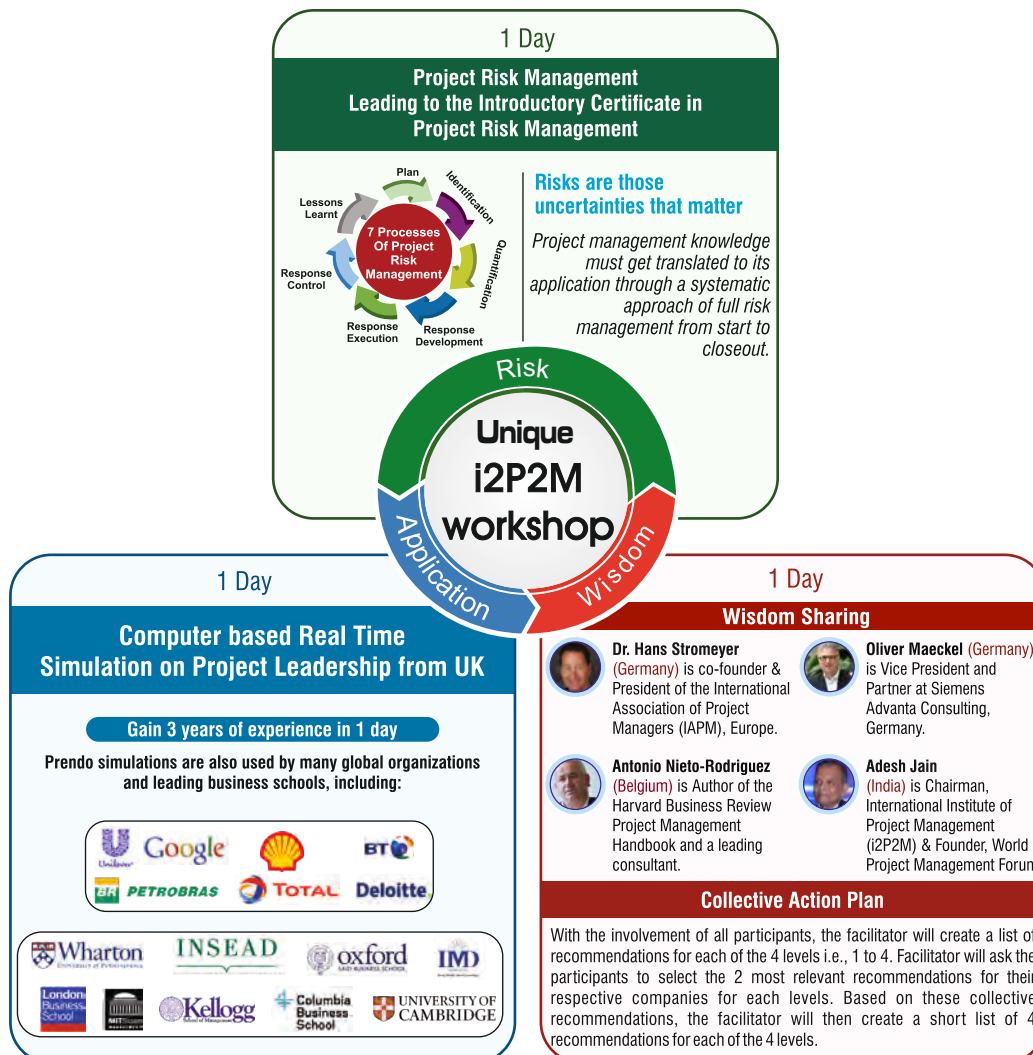 1 Day
Project Risk Management
Leading to the Introductory Certificate in
Project Risk Management
Plan
Identification
Quantification
Response
Development
Response
Execution
Response
Control
Lessons
Learnt
7 Processes
Of Project
Risk
Management
Risks are those
uncertainties that matter
Project management knowledge
must get translated to its
application through a systematic
approach of full risk
management from start to
closeout.
Risk
Application
Wisdom
Unique
i2P2M
workshop
1 Day
Computer based Real Time
Simulation on Project Leadership from UK
Gain 3 years of experience in 1 day
Prendo simulations are also used by many global organizations
and leading business schools, including:
Unilever
Google
BT
BR PETROBRAS
TOTAL
Deloitte.
Wharton
UNIVERSITY of PENNSYLVANIA
INSEAD
oxford
SAID BUSINESS SCHOOL
IMD
London
Business
School
Kellogg
School of Management
Columbia
Business
School
UNIVERSITY OF
CAMBRIDGE
1 Day
Wisdom Sharing
Dr. Hans Stromeyer
(Germany) is co-founder &
President of the International
Association of Project
Managers (IAPM), Europe.
Oliver Maeckel (Germany)
is Vice President and
Partner at Siemens
Advanta Consulting,
Germany.
Antonio Nieto-Rodriguez
(Belgium) is Author of the
Harvard Business Review
Project Management
Handbook and a leading
consultant.
Adesh Jain
(India) is Chairman,
International Institute of
Project Management
(i2P2M) & Founder, World
Project Management Forum
Collective Action Plan
With the involvement of all participants, the facilitator will create a list of
recommendations for each of the 4 levels i.e., 1 to 4. Facilitator will ask the
participants to select the 2 most relevant recommendations for their
respective companies for each levels. Based on these collective
recommendations, the facilitator will then create a short list of 4
recommendations for each of the 4 levels.